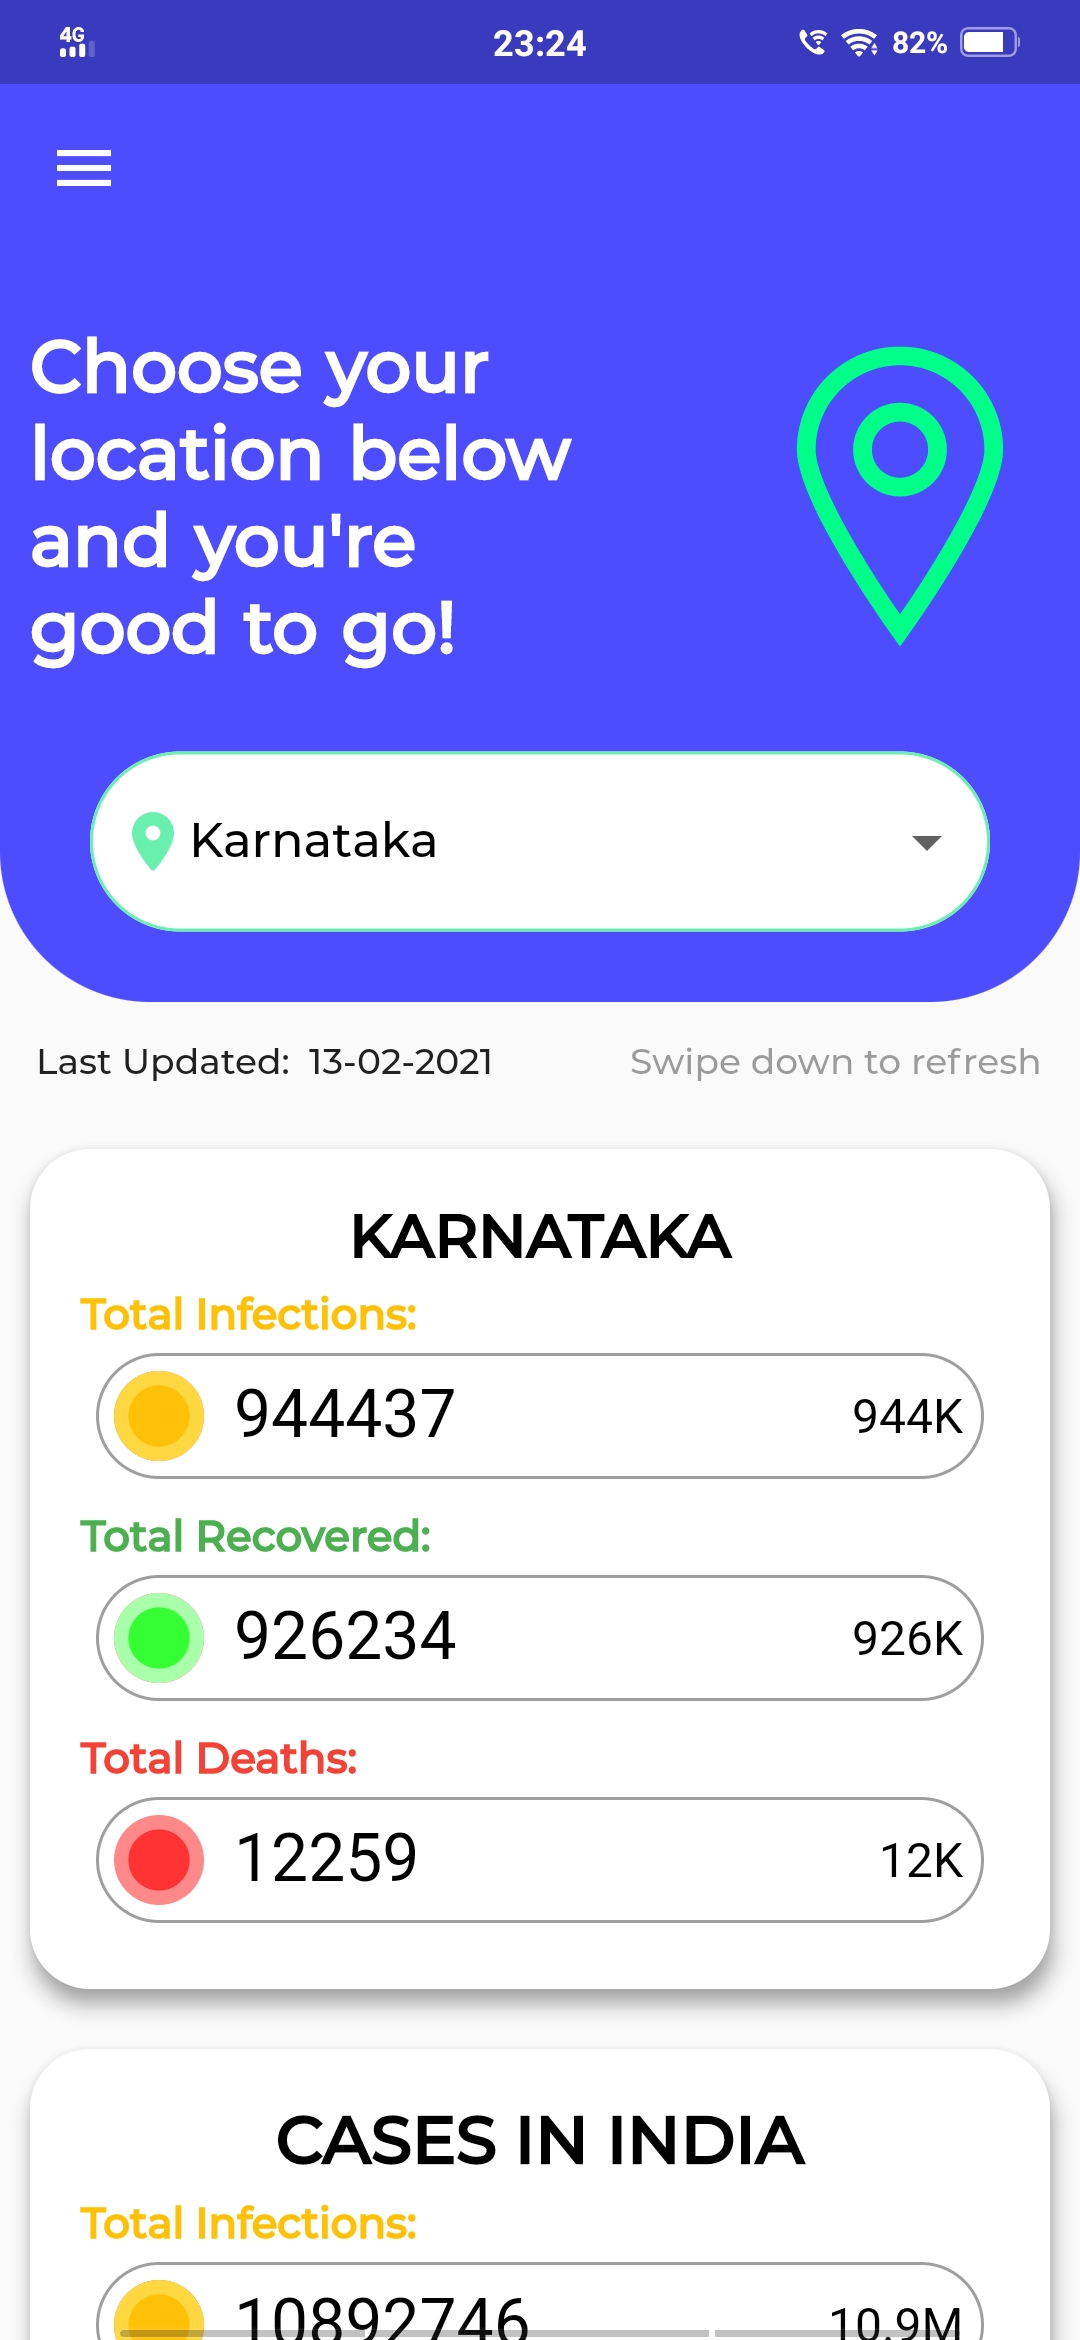 4G
23:24
82%
Choose your
location below
and you're
good to go!
Karnataka
Last Updated: 13-02-2021
Swipe down to refresh
KARNATAKA
Total Infections:
944437
944K
Total Recovered:
926234
926K
Total Deaths:
12259
12K
CASES IN INDIA
Total Infections:
10892746
10.9M